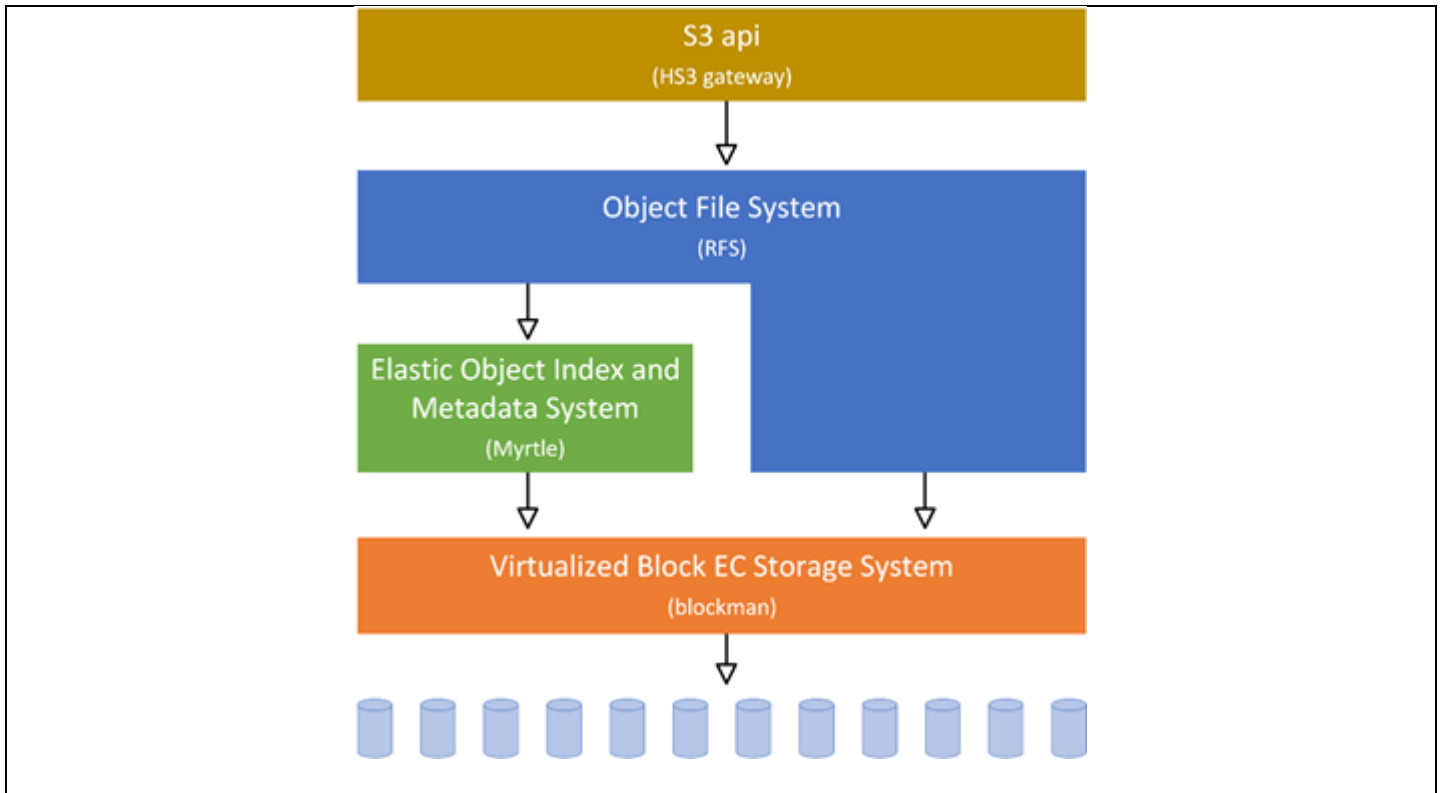 S3 api
(HS3 gateway)
Object File System
(RFS)
Elastic Object Index and
Metadata System
(Myrtle)
Virtualized Block EC Storage System
(blockman)